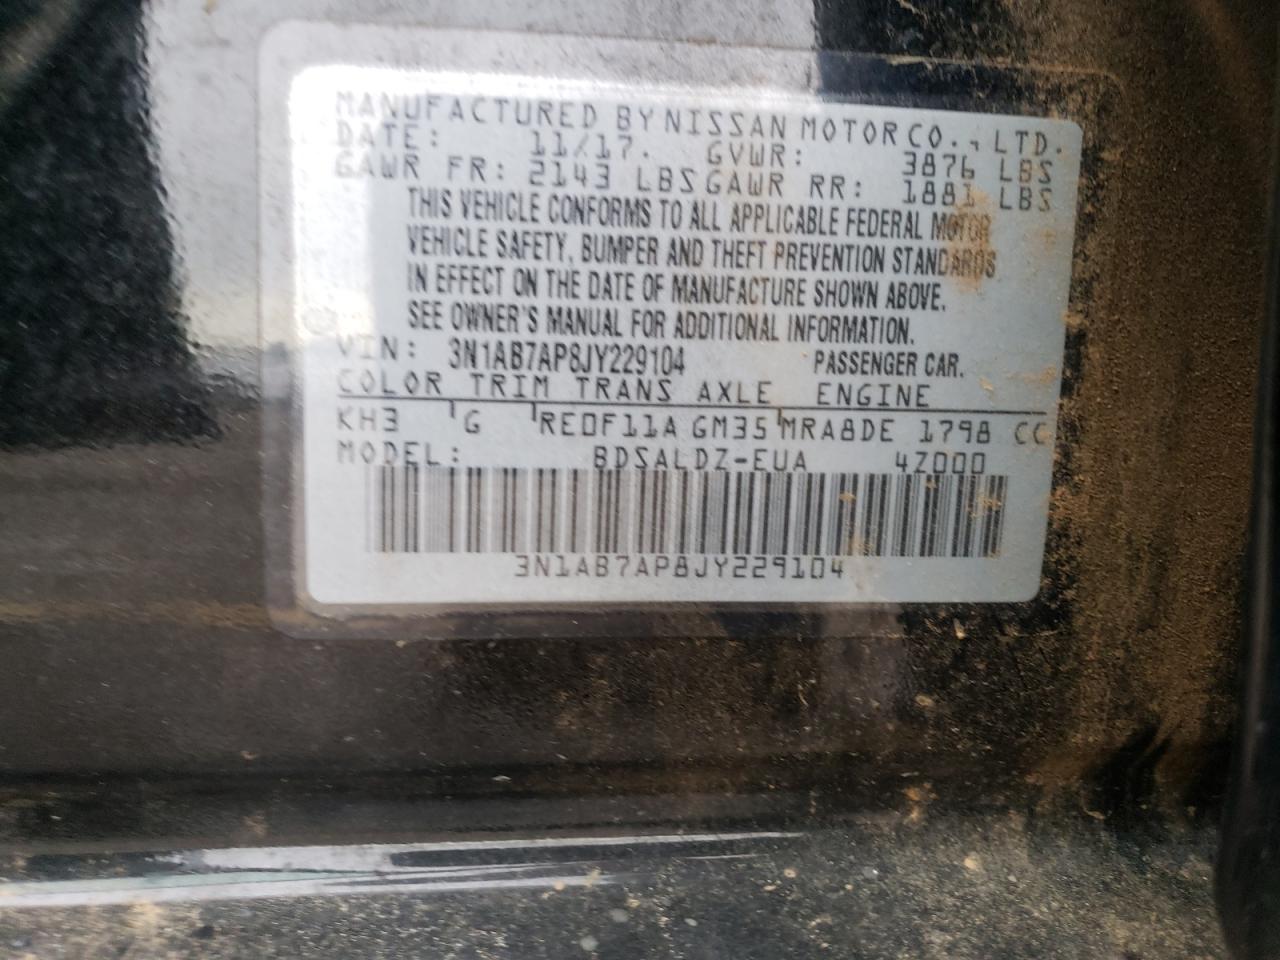 MANUFACTURED BY NISSAN MOTOR CO., LTD.
DATE: 11/17. GVWR: 3876 LBS
GAWR FR: 2143 LBS GAWR RR: 1881 LBS
THIS VEHICLE CONFORMS TO ALL APPLICABLE FEDERAL MOTOR
VEHICLE SAFETY, BUMPER AND THEFT PREVENTION STANDARDS
IN EFFECT ON THE DATE OF MANUFACTURE SHOWN ABOVE.
SEE OWNER'S MANUAL FOR ADDITIONAL INFORMATION.
VIN: 3N1AB7AP8JY229104 PASSENGER CAR.
COLOR TRIM TRANS AXLE ENGINE
KH3 G RE0F11A GM35 MRA8DE 1798 CC
MODEL: BDSALDZ-EUA 4Z000
3N1AB7AP8JY229104